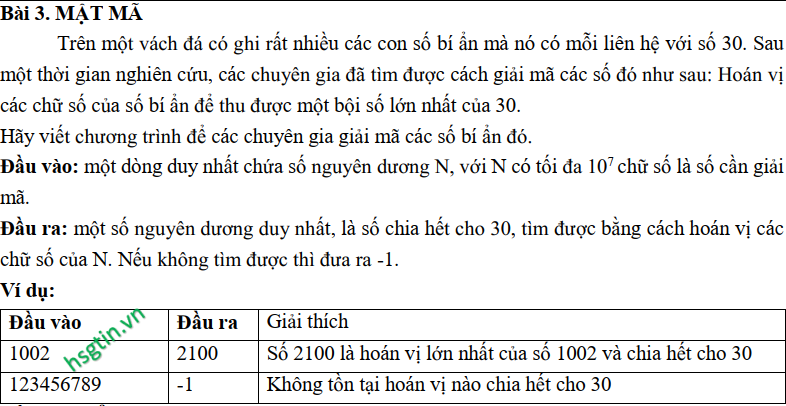 Bài 3. MẬT MÃ
Trên một vách đá có ghi rất nhiều các con số bí ẩn mà nó có mỗi liên hệ với số 30. Sau
một thời gian nghiên cứu, các chuyên gia đã tìm được cách giải mã các số đó như sau: Hoán vị
các chữ số của số bí ẩn để thu được một bội số lớn nhất của 30.
Hãy viết chương trình để các chuyên gia giải mã các số bí ẩn đó.
Đầu vào: một dòng duy nhất chứa số nguyên dương N, với N có tối đa 10⁷ chữ số là số cần giải
mã.
Đầu ra: một số nguyên dương duy nhất, là số chia hết cho 30, tìm được bằng cách hoán vị các
chữ số của N. Nếu không tìm được thì đưa ra -1.
Ví dụ:
Đầu vào Đầu ra Giải thích
1002 2100 Số 2100 là hoán vị lớn nhất của số 1002 và chia hết cho 30
123456789 -1 Không tồn tại hoán vị nào chia hết cho 30
hsgtin.vn